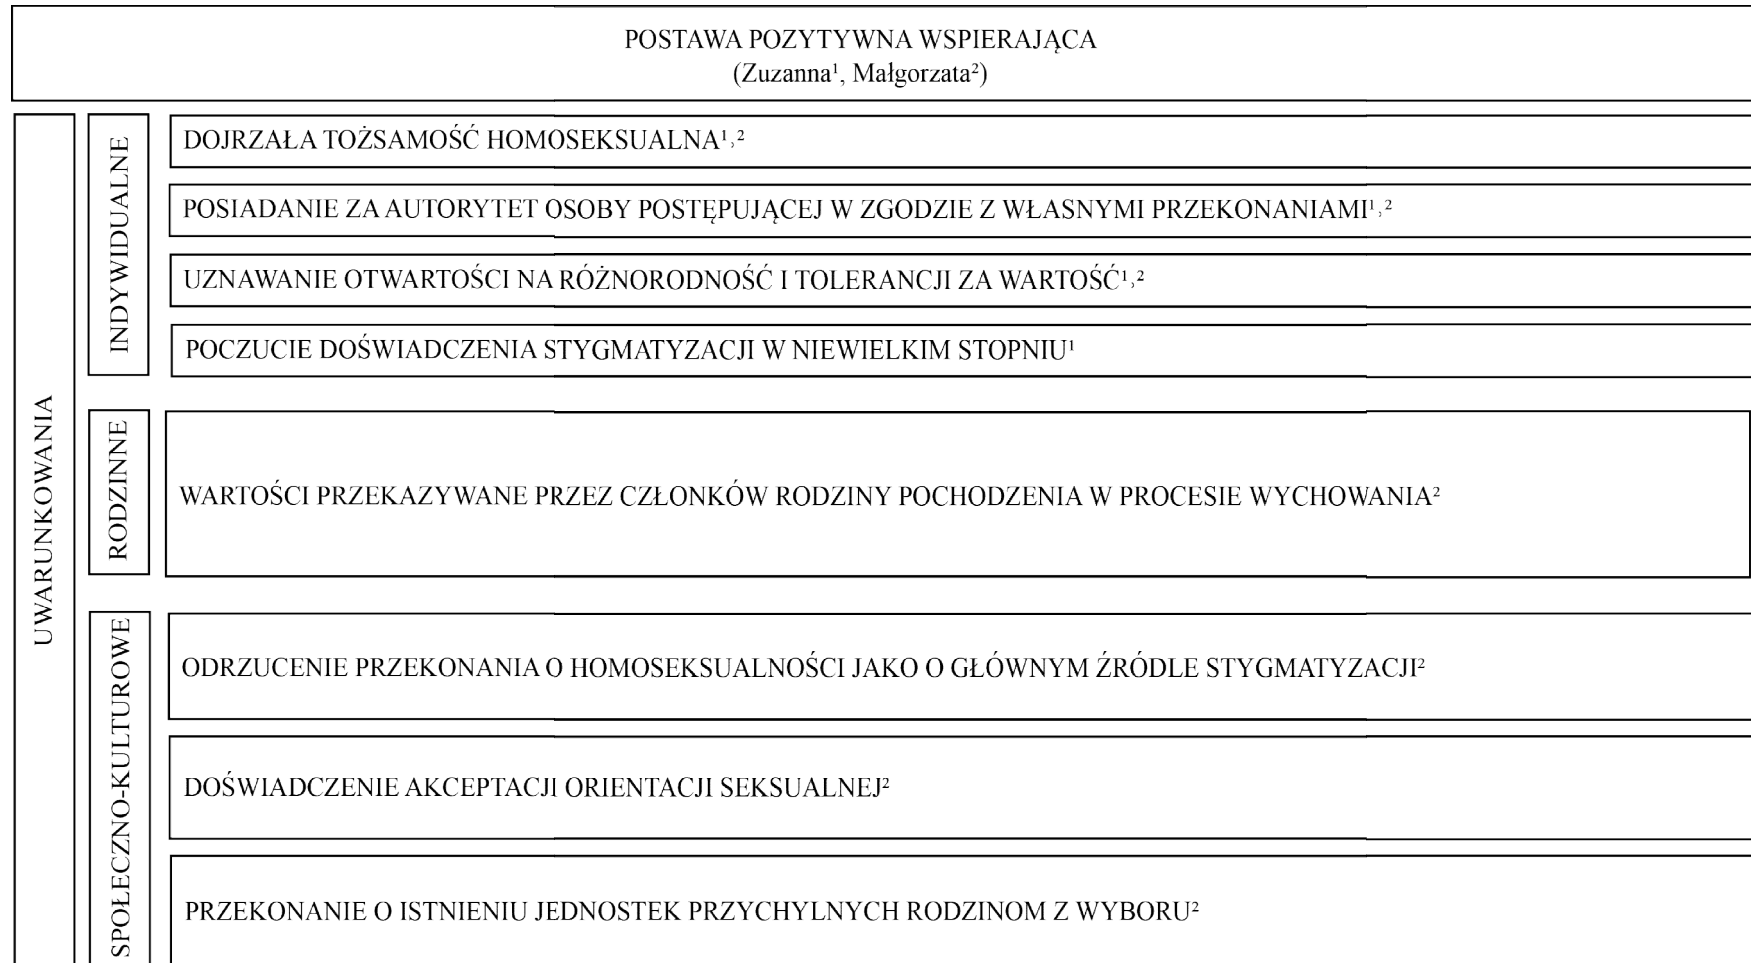 POSTAWA POZYTYWNA WSPIERAJĄCA
(Zuzanna¹, Małgorzata²)
UWARUNKOWANIA
INDYWIDUALNE
DOJRZAŁA TOŻSAMOŚĆ HOMOSEKSUALNA¹,²
POSIADANIE ZA AUTORYTET OSOBY POSTĘPUJĄCEJ W ZGODZIE Z WŁASNYMI PRZEKONANIAMI¹,²
UZNAWANIE OTWARTOŚCI NA RÓŻNORODNOŚĆ I TOLERANCJI ZA WARTOŚĆ¹,²
POCZUCIE DOŚWIADCZENIA STYGMATYZACJI W NIEWIELKIM STOPNIU¹
RODZINNE
WARTOŚCI PRZEKAZYWANE PRZEZ CZŁONKÓW RODZINY POCHODZENIA W PROCESIE WYCHOWANIA²
SPOŁECZNO-KULTUROWE
ODRZUCENIE PRZEKONANIA O HOMOSEKSUALNOŚCI JAKO O GŁÓWNYM ŹRÓDLE STYGMATYZACJI²
DOŚWIADCZENIE AKCEPTACJI ORIENTACJI SEKSUALNEJ²
PRZEKONANIE O ISTNIENIU JEDNOSTEK PRZYCHYLNYCH RODZINOM Z WYBORU²